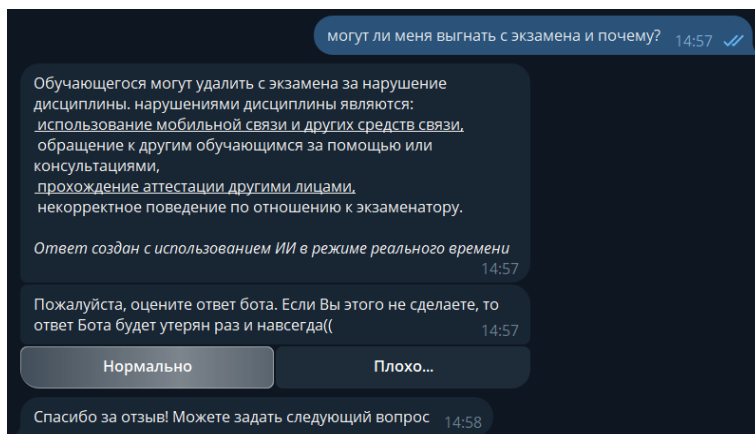 могут ли меня выгнать с экзамена и почему? 14:57
Обучающегося могут удалить с экзамена за нарушение
дисциплины. нарушениями дисциплины являются:
использование мобильной связи и других средств связи,
обращение к другим обучающимся за помощью или
консультациями,
прохождение аттестации другими лицами,
некорректное поведение по отношению к экзаменатору.
Ответ создан с использованием ИИ в режиме реального времени
14:57
Пожалуйста, оцените ответ бота. Если Вы этого не сделаете, то
ответ Бота будет утерян раз и навсегда(( 14:57
Нормально Плохо...
Спасибо за отзыв! Можете задать следующий вопрос 14:58